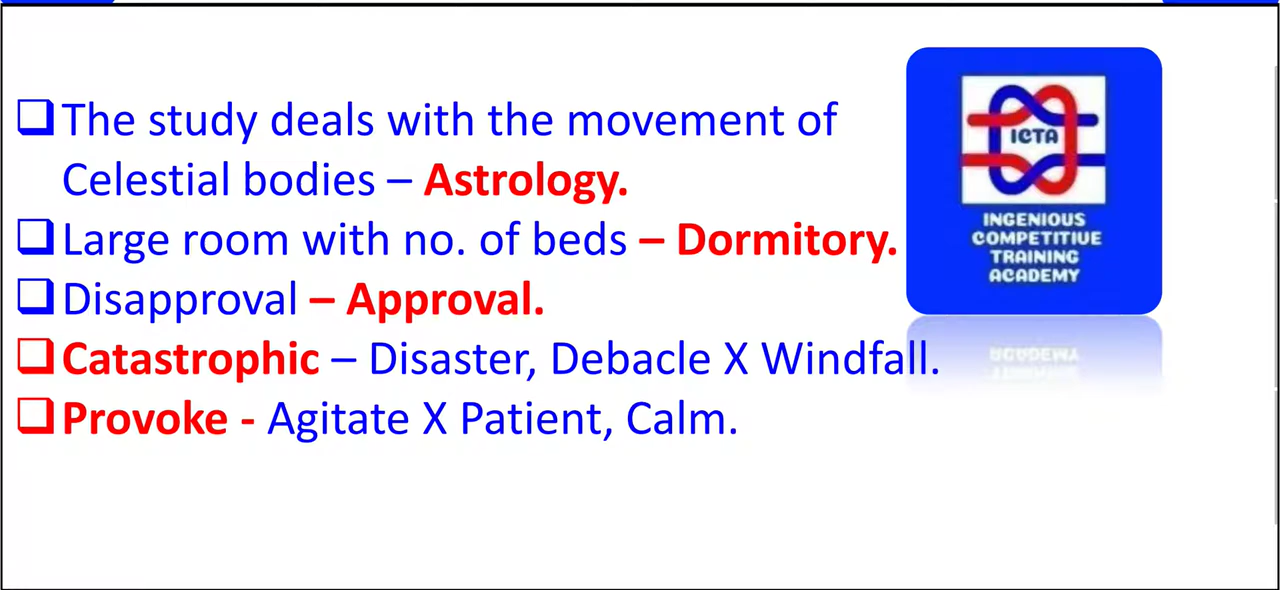 The study deals with the movement of
Celestial bodies – Astrology.
Large room with no. of beds – Dormitory.
Disapproval – Approval.
Catastrophic – Disaster, Debacle X Windfall.
Provoke - Agitate X Patient, Calm.
ICTA
INGENIOUS
COMPETITIVE
TRAINING
ACADEMY